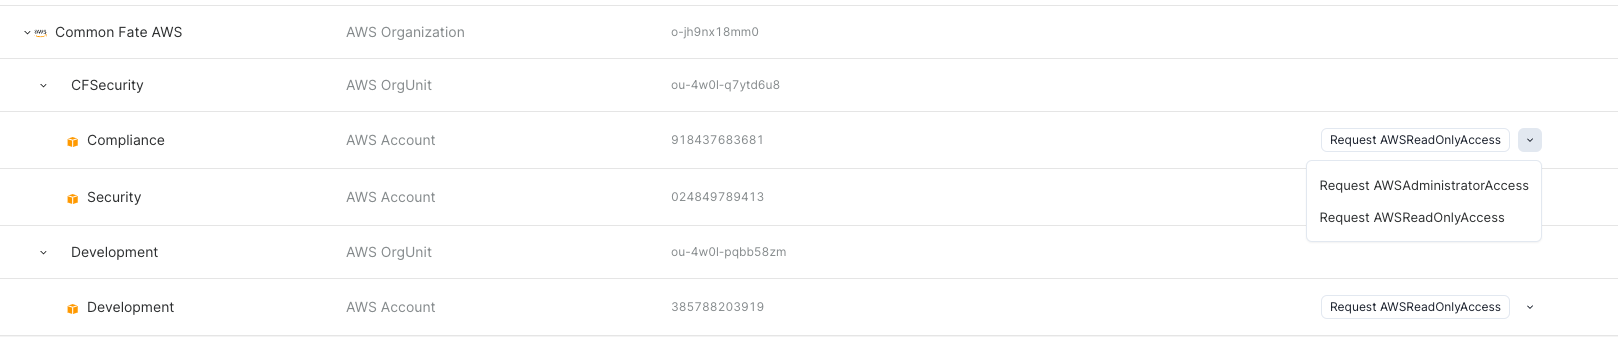 Common Fate AWS AWS Organization o-jh9nx18mm0
CFSecurity AWS OrgUnit ou-4w0l-q7ytd6u8
Compliance AWS Account 918437683681 Request AWSReadOnlyAccess
Request AWSAdministratorAccess
Security AWS Account 024849789413
Request AWSReadOnlyAccess
Development AWS OrgUnit ou-4w0l-pqbb58zm
Development AWS Account 385788203919 Request AWSReadOnlyAccess